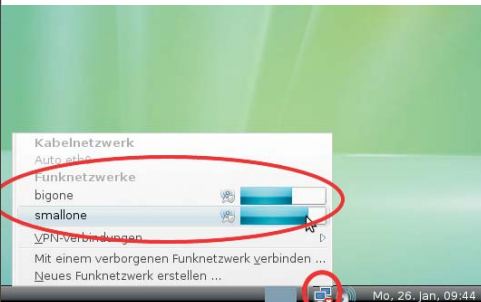 Kabelnetzwerk
Auto eth0
Funknetzwerke
bigone
smallone
VPN-Verbindungen
Mit einem verborgenen Funknetzwerk verbinden ...
Neues Funknetzwerk erstellen ...
Mo, 26. Jan, 09:44